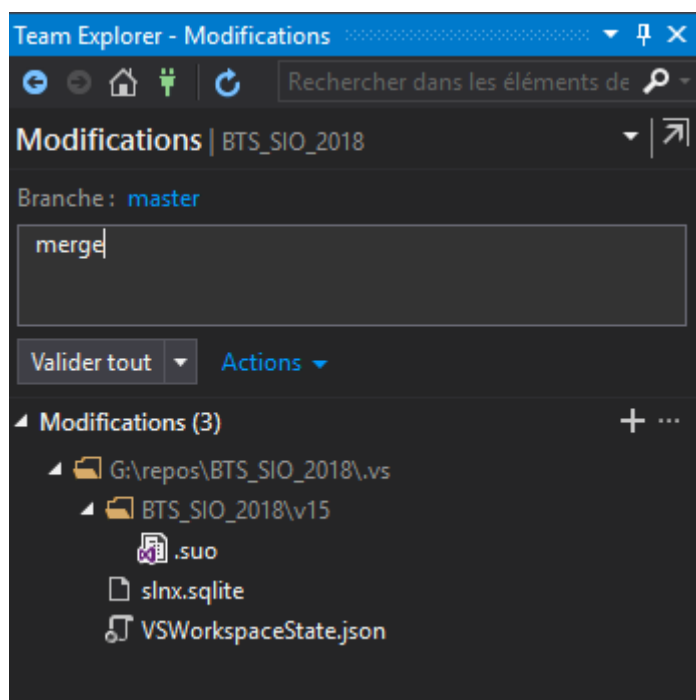 Team Explorer - Modifications
Rechercher dans les éléments de
Modifications | BTS_SIO_2018
Branche : master
merge
Valider tout Actions
Modifications (3)
G:\repos\BTS_SIO_2018\.vs
BTS_SIO_2018\v15
.suo
slnx.sqlite
VSWorkspaceState.json